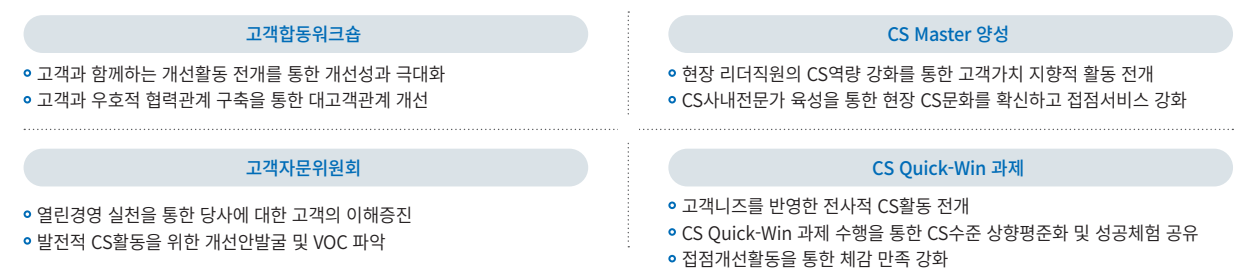 고객합동워크숍
고객과 함께하는 개선활동 전개를 통한 개선성과 극대화
고객과 우호적 협력관계 구축을 통한 대고객관계 개선
CS Master 양성
현장 리더직원의 CS역량 강화를 통한 고객가치 지향적 활동 전개
CS사내전문가 육성을 통한 현장 CS문화를 확신하고 접점서비스 강화
고객자문위원회
열린경영 실천을 통한 당사에 대한 고객의 이해증진
발전적 CS활동을 위한 개선안발굴 및 VOC 파악
CS Quick-Win 과제
고객니즈를 반영한 전사적 CS활동 전개
CS Quick-Win 과제 수행을 통한 CS수준 상향평준화 및 성공체험 공유
접점개선활동을 통한 체감 만족 강화